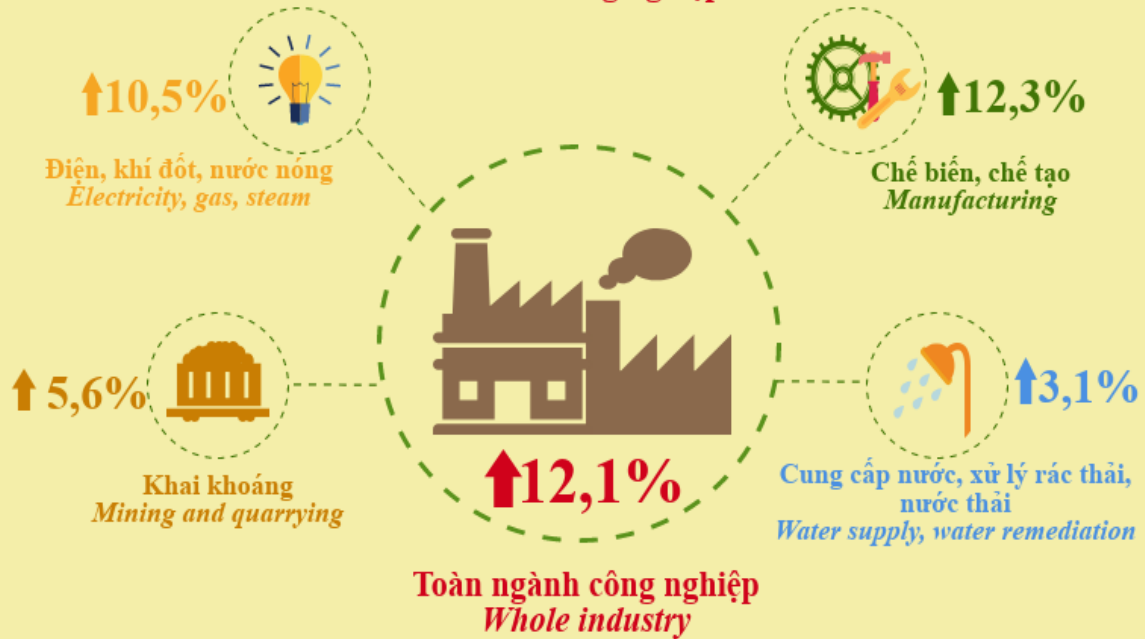 10,5%
Điện, khí đốt, nước nóng
Electricity, gas, steam
12,3%
Chế biến, chế tạo
Manufacturing
5,6%
Khai khoáng
Mining and quarrying
3,1%
Cung cấp nước, xử lý rác thải,
nước thải
Water supply, water remediation
12,1%
Toàn ngành công nghiệp
Whole industry